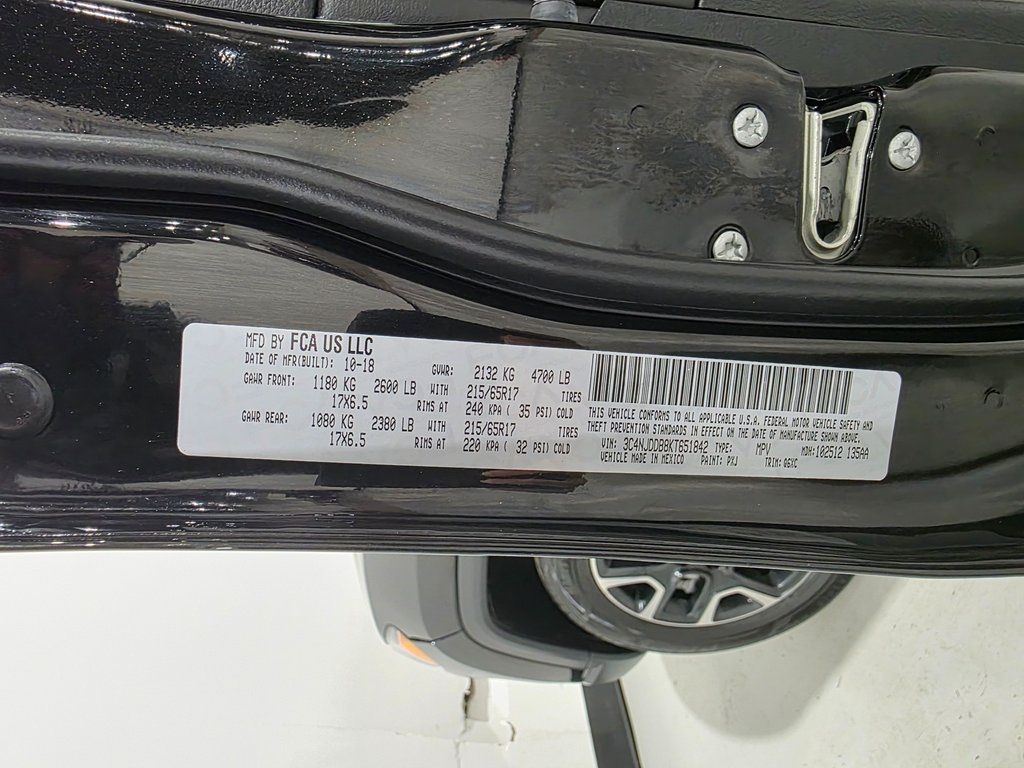 MFD BY FCA US LLC
DATE OF MFR(BUILT): 10-18 GVWR: 2132 KG 4700 LB
GAWR FRONT: 1180 KG 2600 LB WITH 215/65R17 TIRES
17X6.5 RIMS AT 240 KPA ( 35 PSI) COLD
GAWR REAR: 1080 KG 2380 LB WITH 215/65R17 TIRES
17X6.5 RIMS AT 220 KPA ( 32 PSI) COLD
THIS VEHICLE CONFORMS TO ALL APPLICABLE U.S.A. FEDERAL MOTOR VEHICLE SAFETY AND
THEFT PREVENTION STANDARDS IN EFFECT ON THE DATE OF MANUFACTURE SHOWN ABOVE.
VIN: 3C4NJDDB8KT651842 TYPE: MPV MDH:102512 135AA
VEHICLE MADE IN MEXICO PAINT: PXJ TRIM: Q6XC